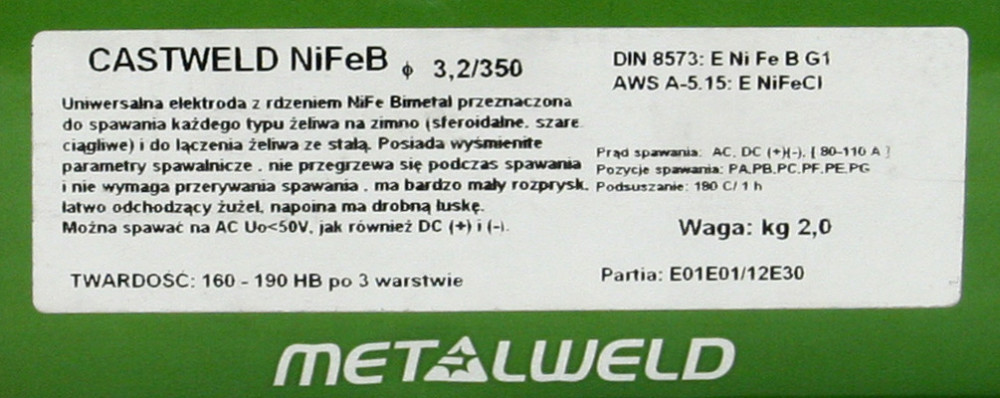 CASTWELD NiFeB ϕ 3,2/350
Uniwersalna elektroda z rdzeniem NiFe Bimetal przeznaczona
do spawania każdego typu żeliwa na zimno (sferoidalne, szare
ciągliwe) i do łączenia żeliwa ze stalą. Posiada wyśmienite
parametry spawalnicze , nie przegrzewa się podczas spawania
i nie wymaga przerywania spawania , ma bardzo mały rozprysk,
łatwo odchodzący żużel, napoina ma drobną łuskę.
Można spawać na AC Uo<50V, jak również DC (+) i (-).
TWARDOŚĆ: 160 - 190 HB po 3 warstwie
DIN 8573: E Ni Fe B G1
AWS A-5.15: E NiFeCl
Prąd spawania: AC, DC (+)(-), [ 80-110 A ]
Pozycje spawania: PA,PB,PC,PF,PE,PG
Podsuszanie: 180 C/ 1 h
Waga: kg 2,0
Partia: E01E01/12E30
METALWELD